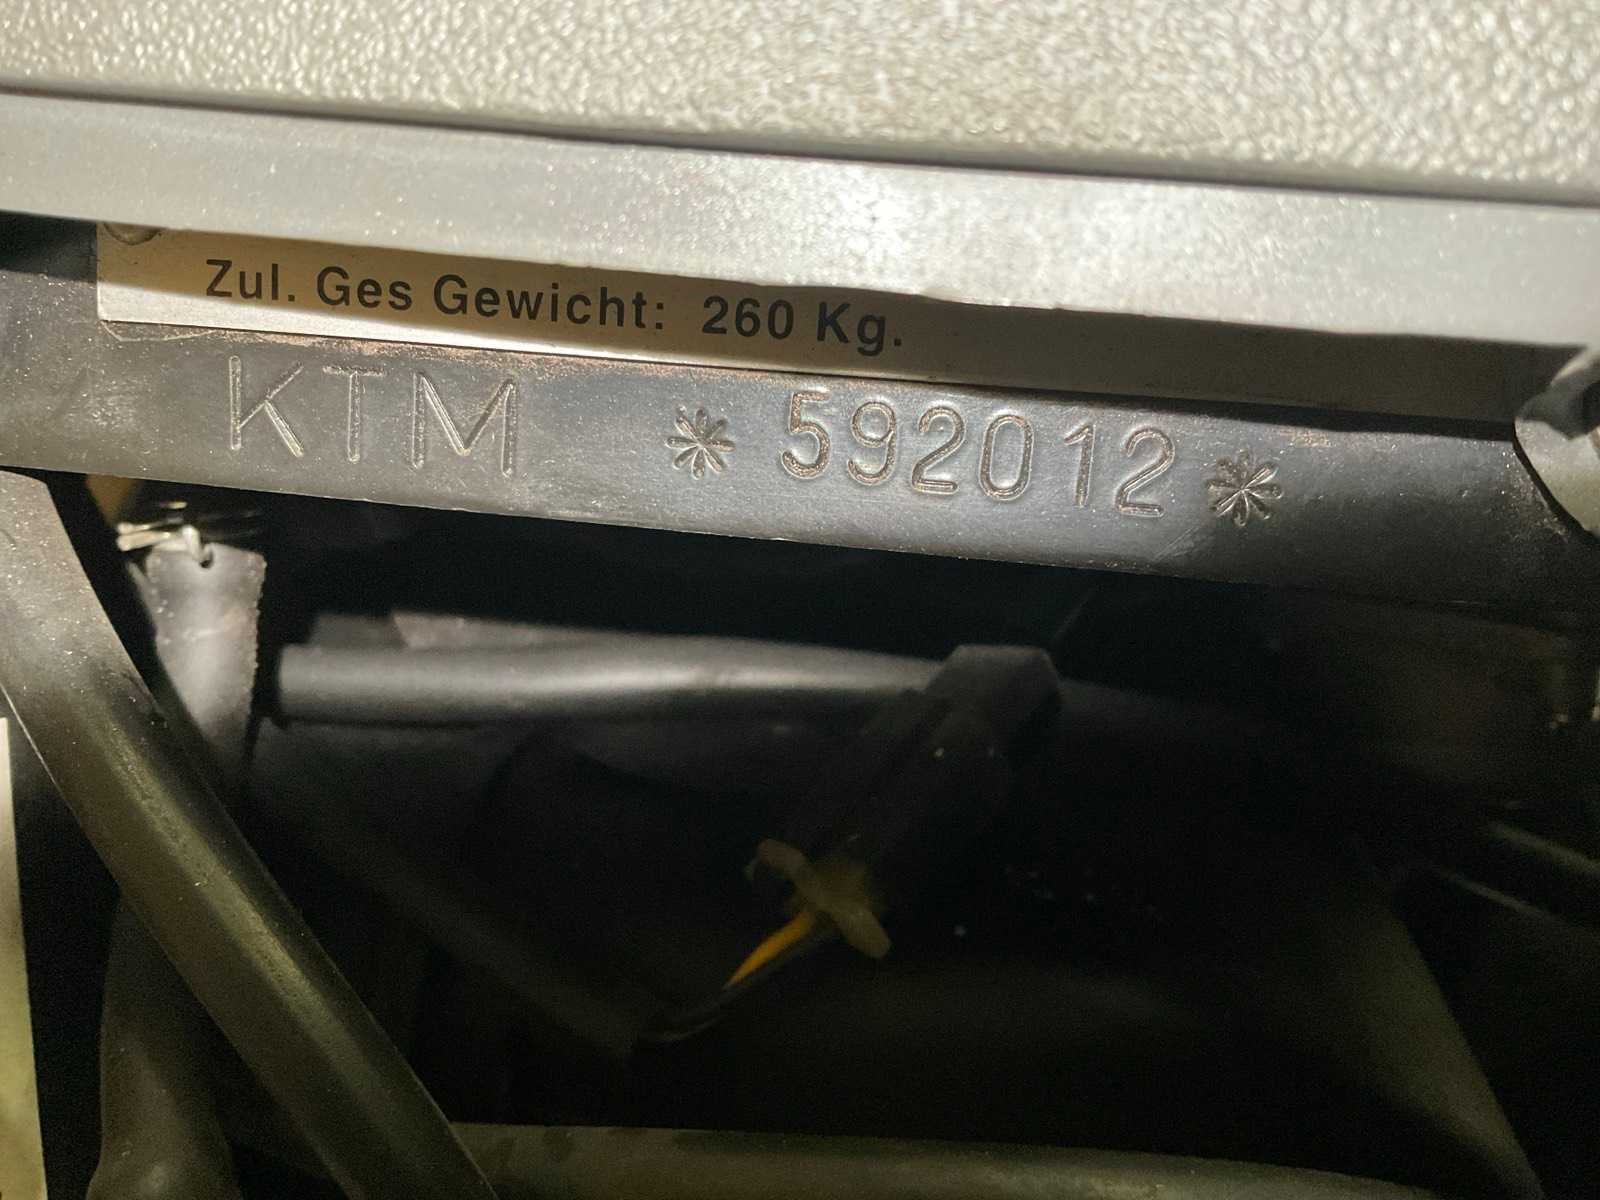 Zul. Ges Gewicht: 260 Kg.
KTM *592012*